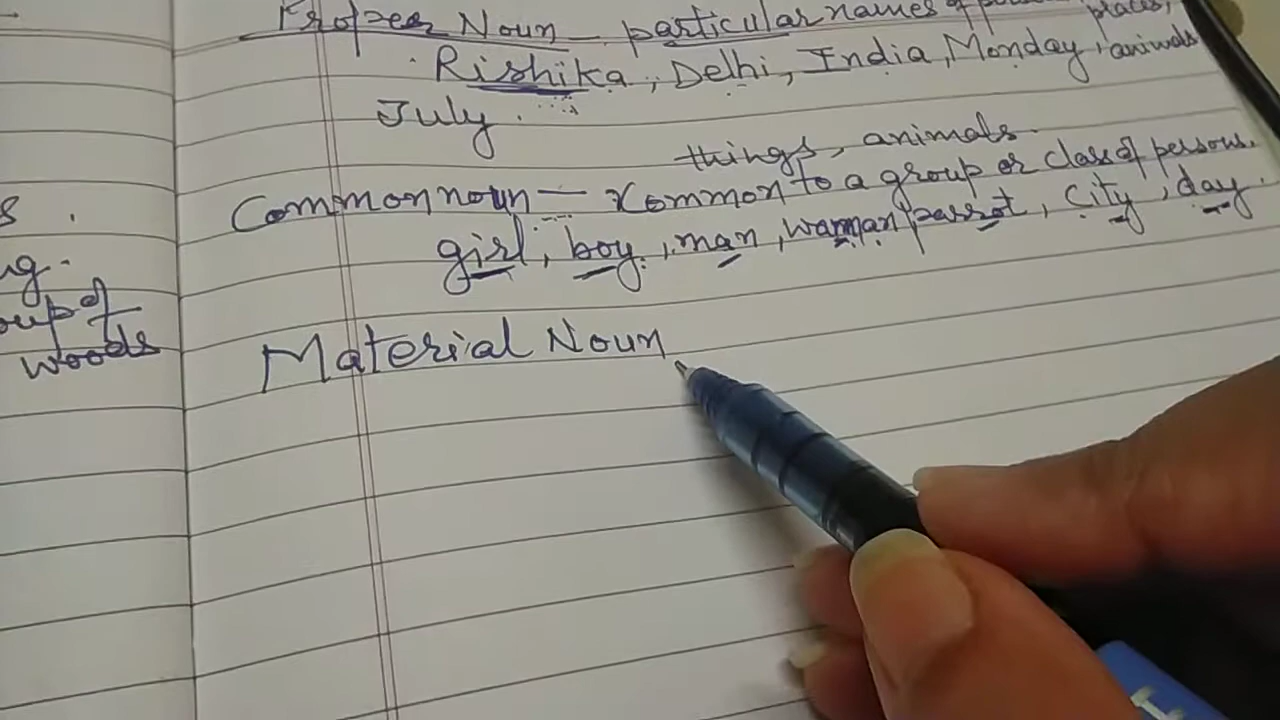 Proper Noun - particular names of places,
Rishika, Delhi, India, Monday, animals
July.
things, animals.
Common noun - Common to a group or class of persons.
girl, boy, man, woman, parrot, city, day.
Material Noun
s.
ng.
oup of
woods